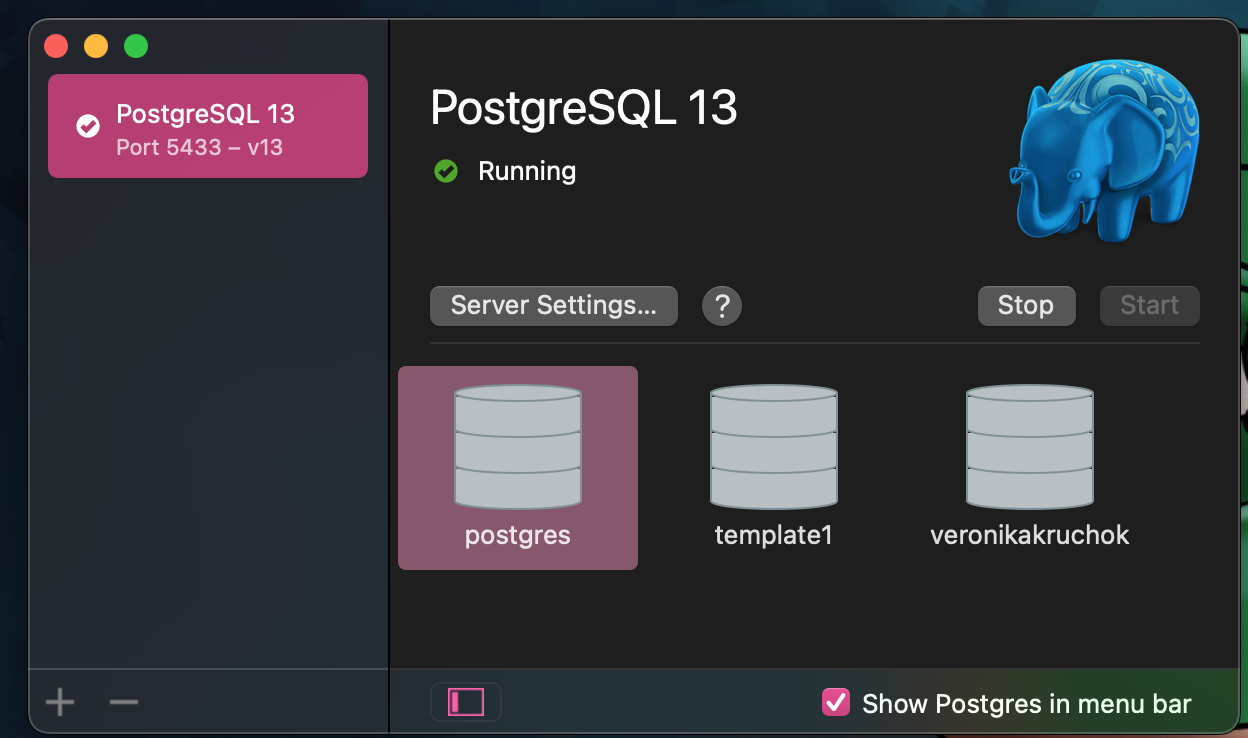 PostgreSQL 13
Port 5433 – v13
PostgreSQL 13
Running
Server Settings...
?
Stop
Start
postgres
template1
veronikakruchok
Show Postgres in menu bar